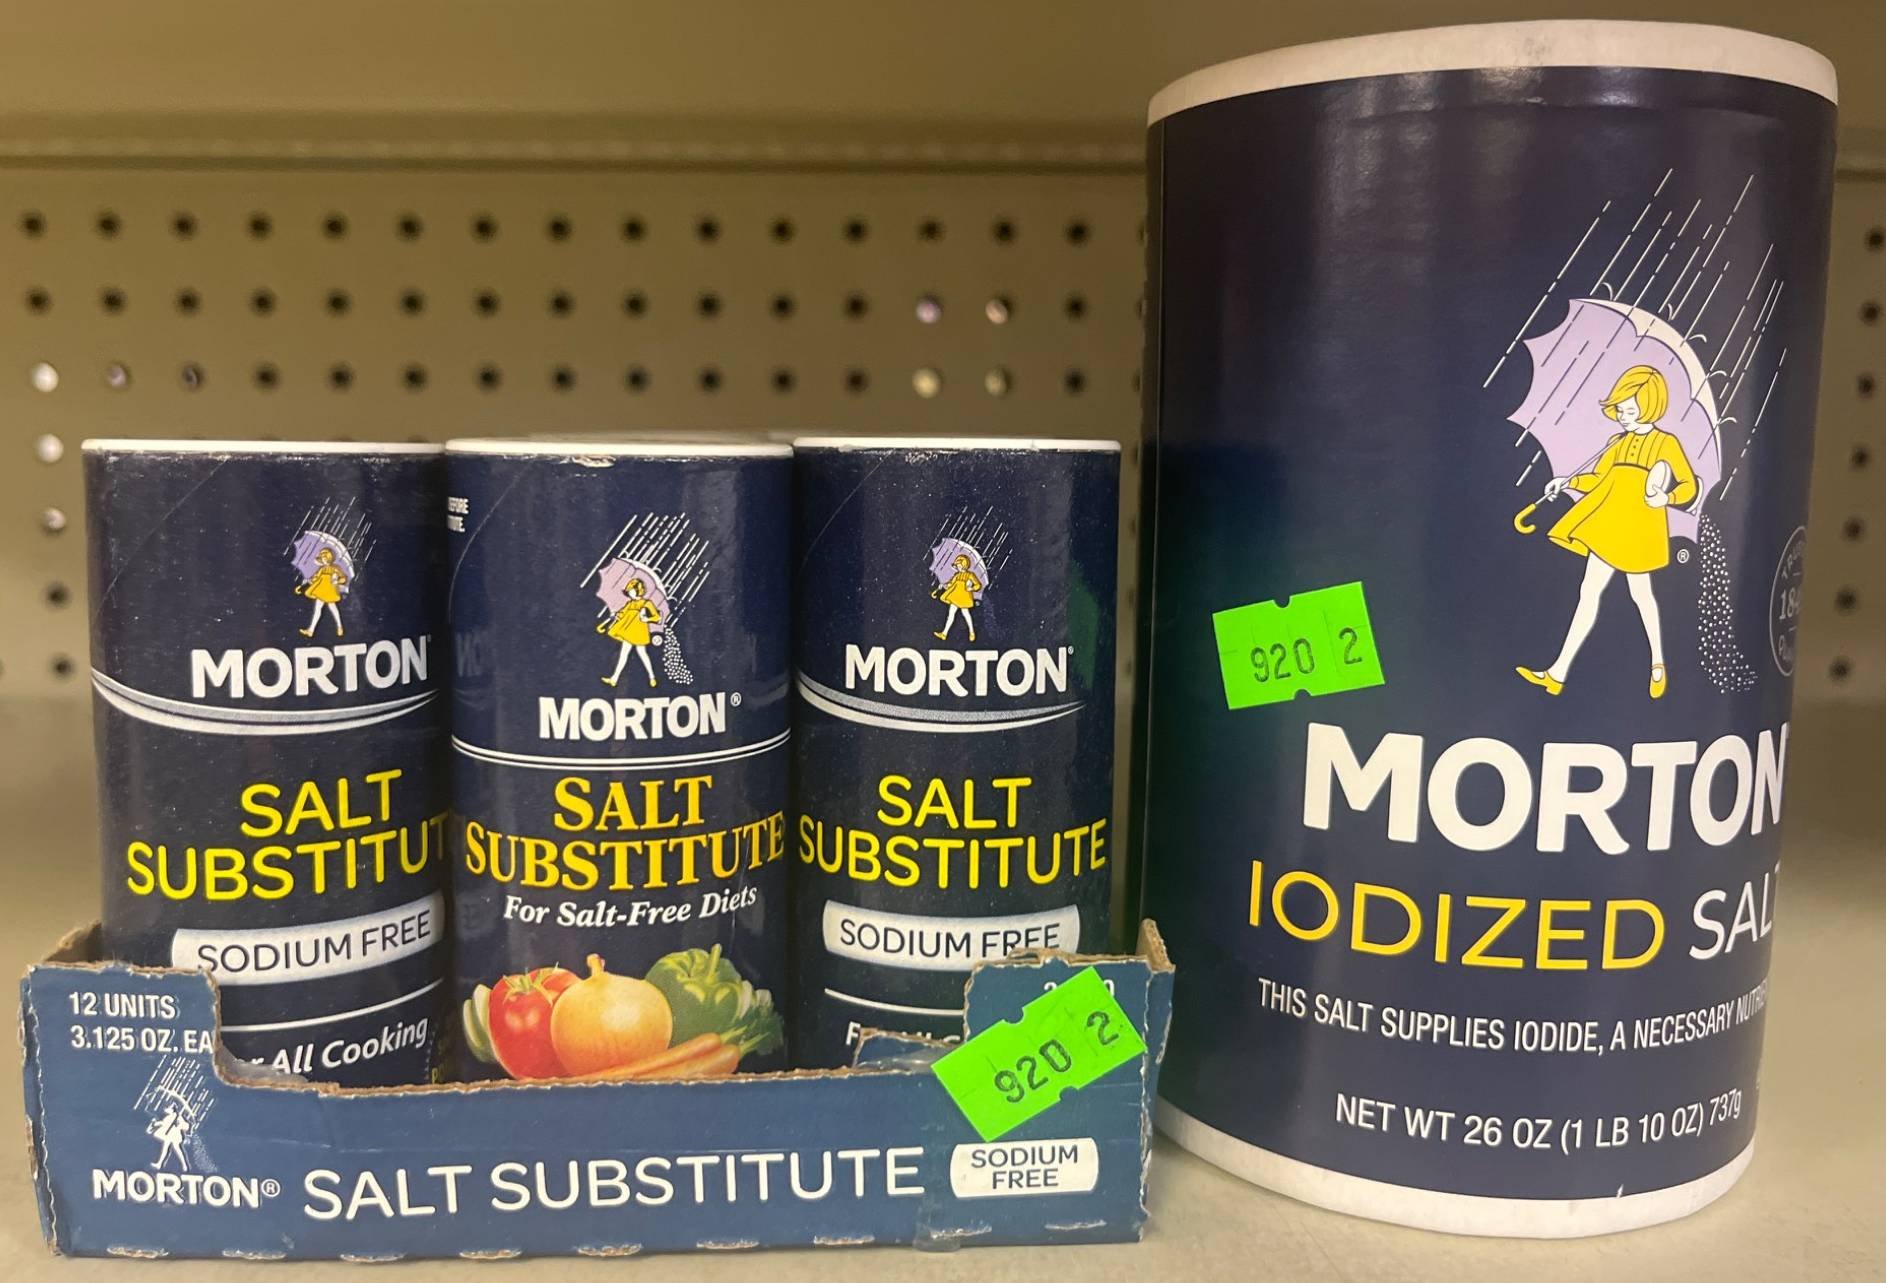 MORTON
SALT
SUBSTITUT
SODIUM FREE
All Cooking
MORTON®
SALT
SUBSTITUTE
For Salt-Free Diets
MORTON®
SALT
SUBSTITUTE
SODIUM FREE
12 UNITS
3.125 OZ. EA
MORTON® SALT SUBSTITUTE
SODIUM
FREE
920 2
920 2
®
MORTON
IODIZED SAL
THIS SALT SUPPLIES IODIDE, A NECESSARY
NET WT 26 OZ (1 LB 10 OZ) 737g